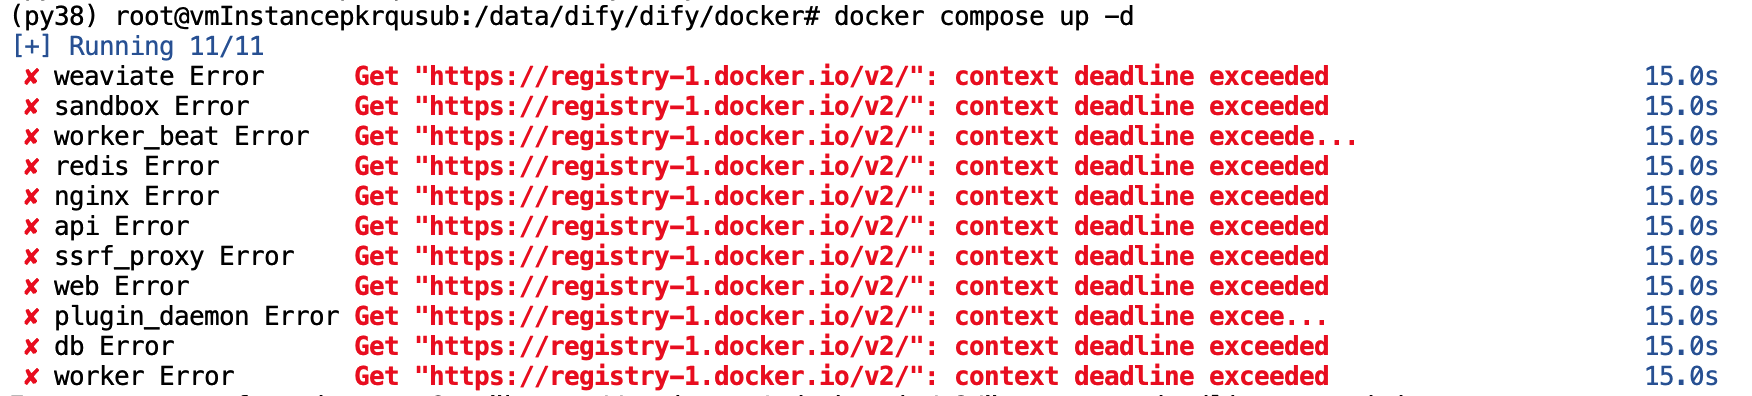 (py38) root@vmInstancepkrqusub:/data/dify/dify/docker# docker compose up -d
[+] Running 11/11
✘ weaviate Error Get "https://registry-1.docker.io/v2/": context deadline exceeded 15.0s
✘ sandbox Error Get "https://registry-1.docker.io/v2/": context deadline exceeded 15.0s
✘ worker_beat Error Get "https://registry-1.docker.io/v2/": context deadline exceede... 15.0s
✘ redis Error Get "https://registry-1.docker.io/v2/": context deadline exceeded 15.0s
✘ nginx Error Get "https://registry-1.docker.io/v2/": context deadline exceeded 15.0s
✘ api Error Get "https://registry-1.docker.io/v2/": context deadline exceeded 15.0s
✘ ssrf_proxy Error Get "https://registry-1.docker.io/v2/": context deadline exceeded 15.0s
✘ web Error Get "https://registry-1.docker.io/v2/": context deadline exceeded 15.0s
✘ plugin_daemon Error Get "https://registry-1.docker.io/v2/": context deadline excee... 15.0s
✘ db Error Get "https://registry-1.docker.io/v2/": context deadline exceeded 15.0s
✘ worker Error Get "https://registry-1.docker.io/v2/": context deadline exceeded 15.0s